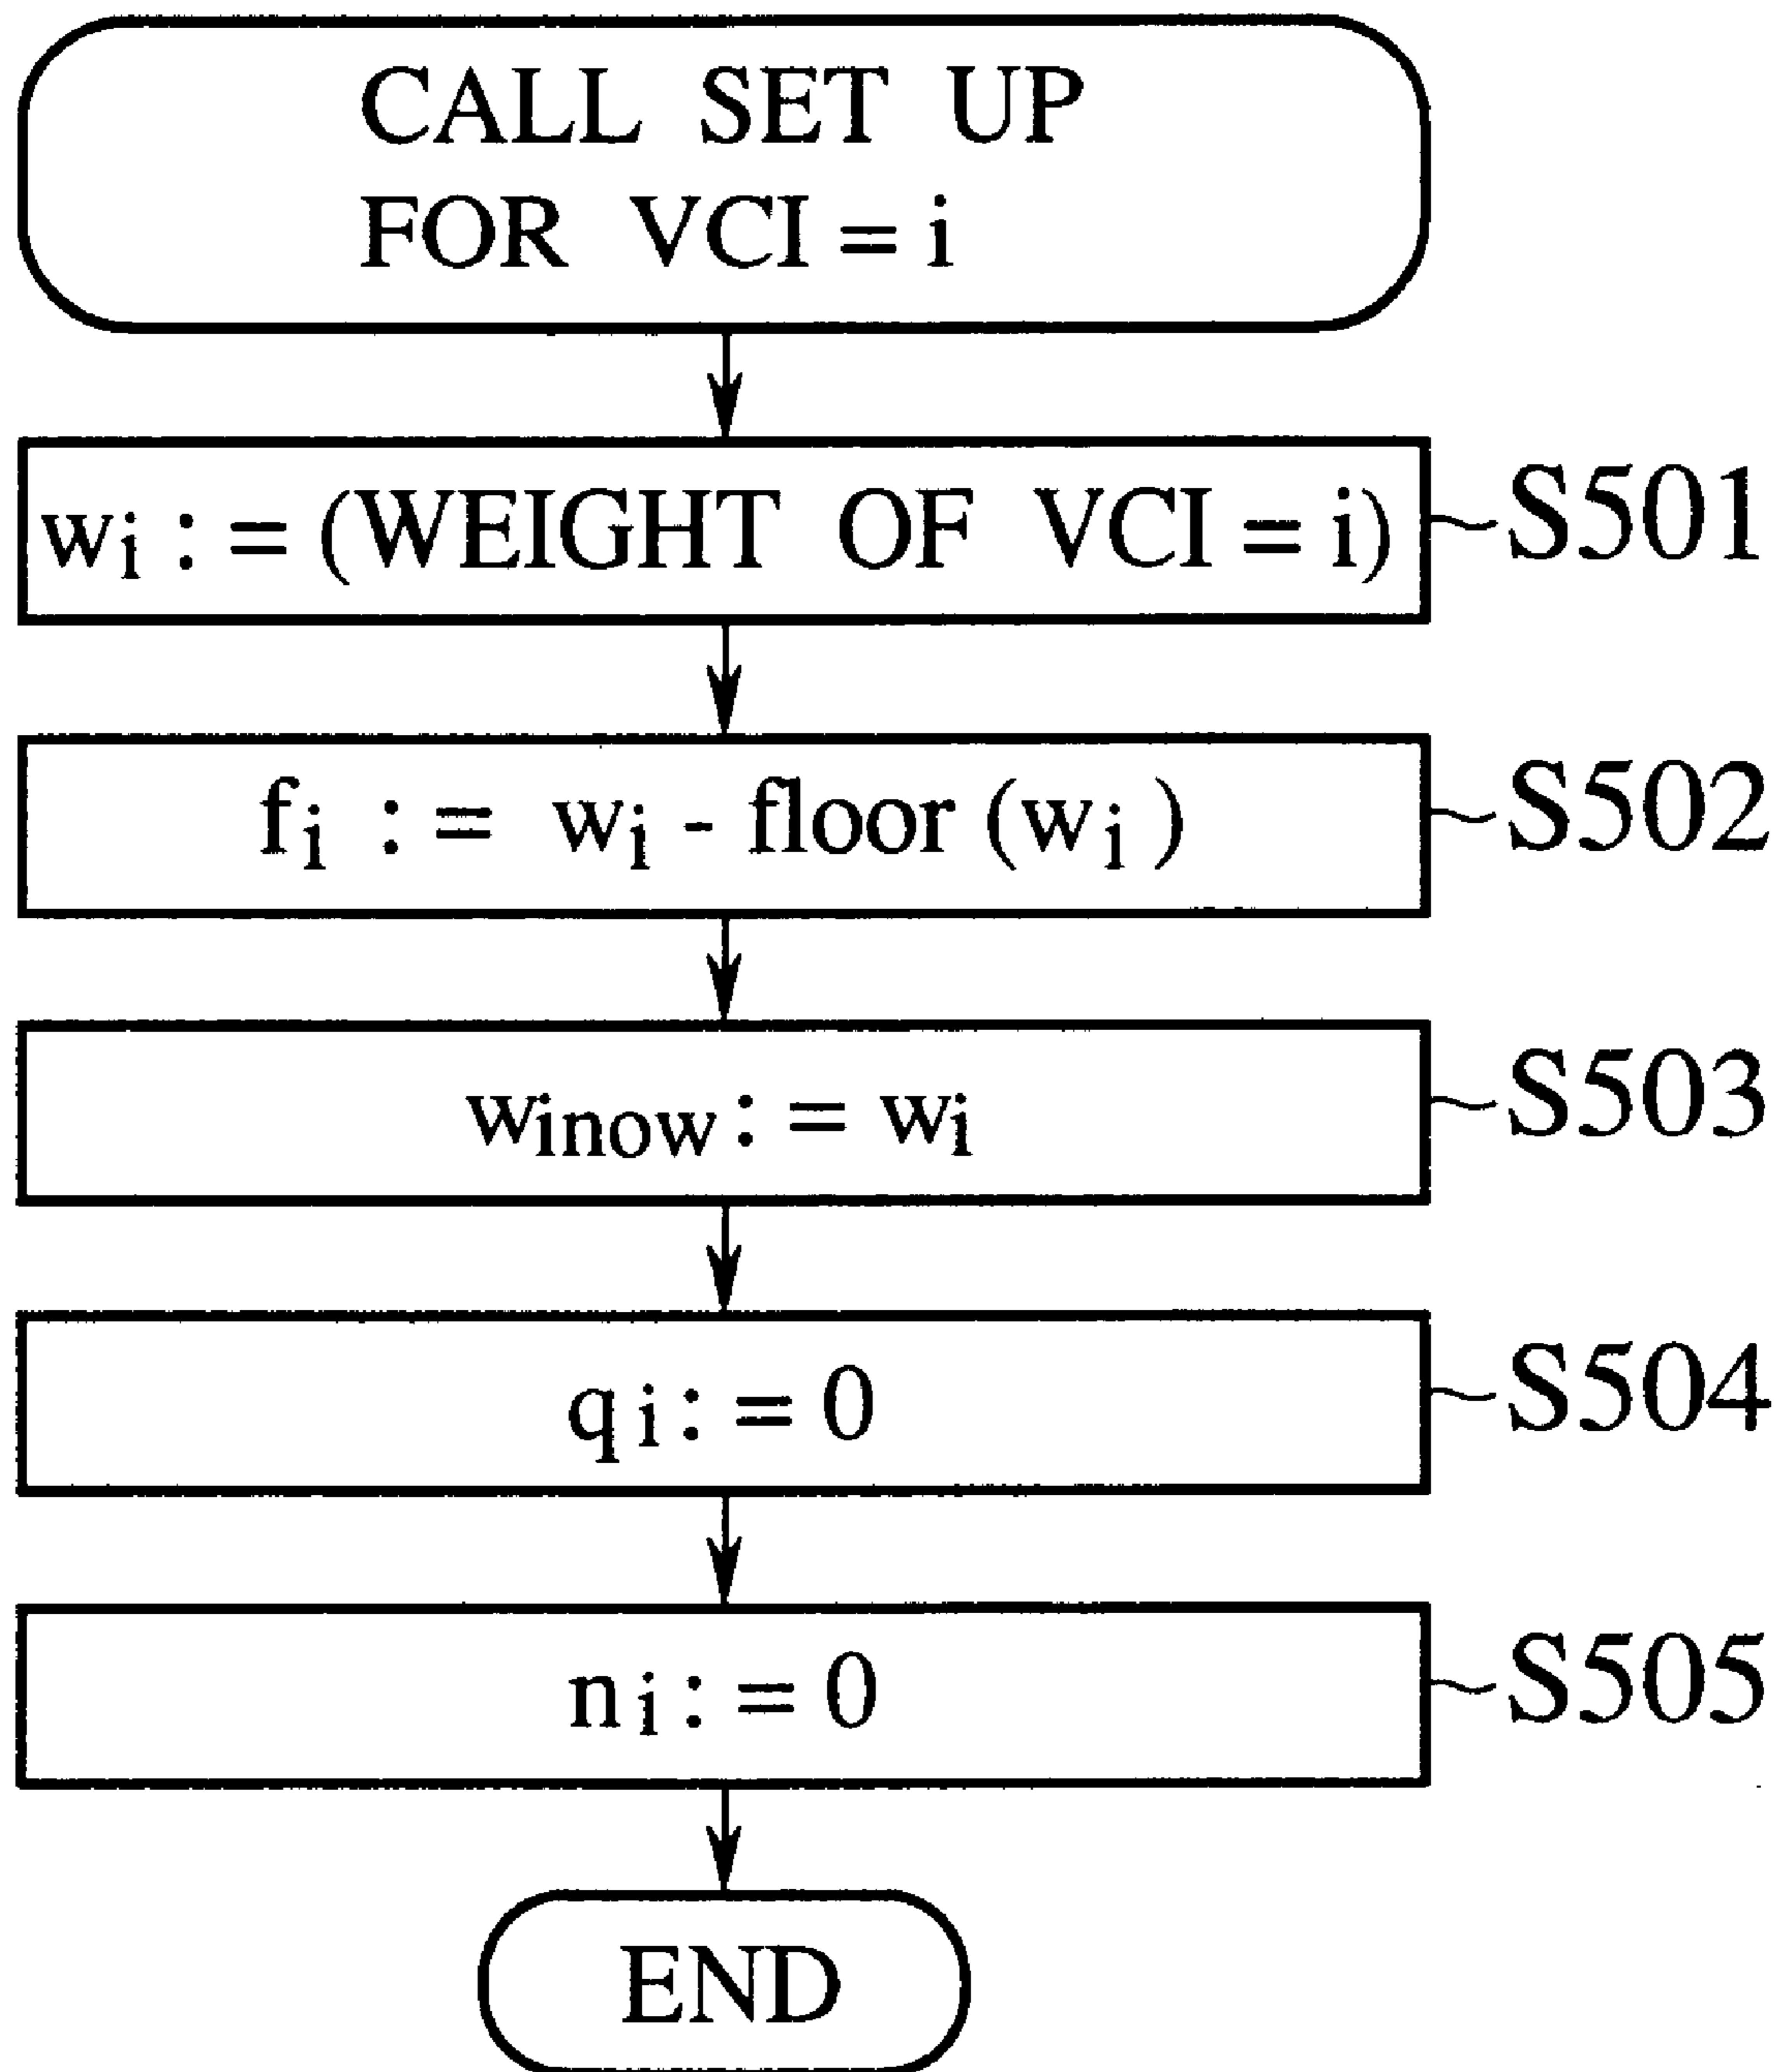 CALL SET UP
FOR VCI = i
wi := (WEIGHT OF VCI = i) S501
fi := wi - floor (wi) S502
winow := wi S503
qi := 0 S504
ni := 0 S505
END